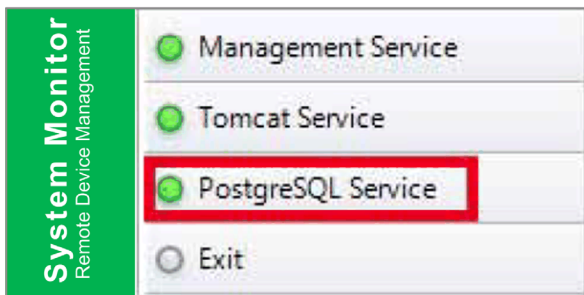 System Monitor
Remote Device Management
Management Service
Tomcat Service
PostgreSQL Service
Exit